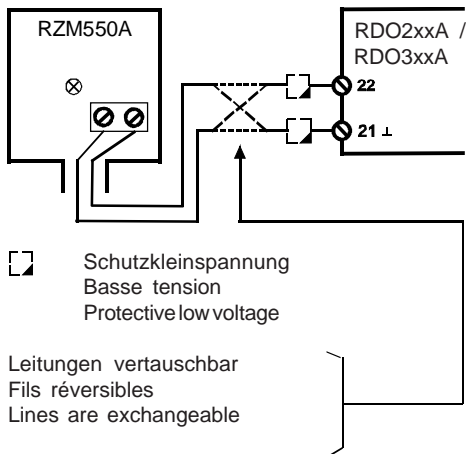 RZM550A
RDO2xxA /
RDO3xxA
22
21 ⊥
Schutzkleinspannung
Basse tension
Protective low voltage
Leitungen vertauschbar
Fils réversibles
Lines are exchangeable